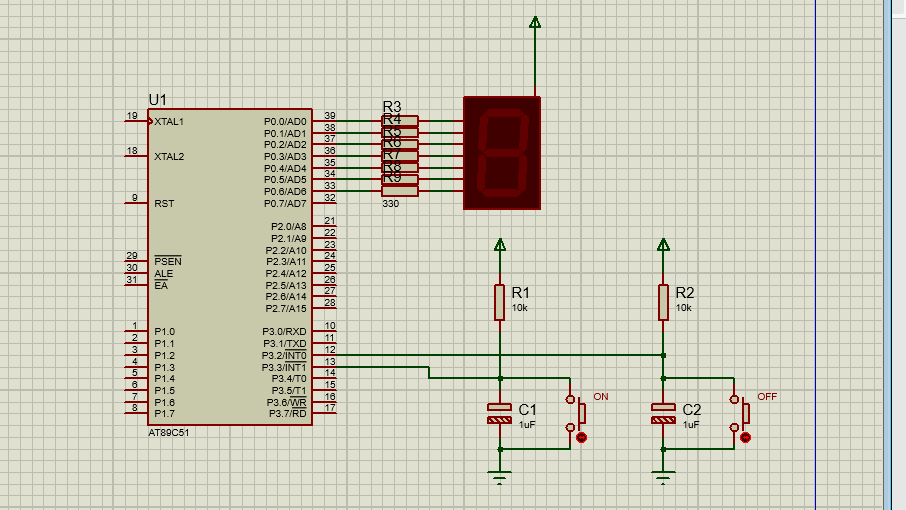 U1
19 XTAL1
18 XTAL2
9 RST
29 PSEN
30 ALE
31 EA
1 P1.0
2 P1.1
3 P1.2
4 P1.3
5 P1.4
6 P1.5
7 P1.6
8 P1.7
P0.0/AD0 39
P0.1/AD1 38
P0.2/AD2 37
P0.3/AD3 36
P0.4/AD4 35
P0.5/AD5 34
P0.6/AD6 33
P0.7/AD7 32
P2.0/A8 21
P2.1/A9 22
P2.2/A10 23
P2.3/A11 24
P2.4/A12 25
P2.5/A13 26
P2.6/A14 27
P2.7/A15 28
P3.0/RXD 10
P3.1/TXD 11
P3.2/INT0 12
P3.3/INT1 13
P3.4/T0 14
P3.5/T1 15
P3.6/WR 16
P3.7/RD 17
AT89C51
R3
R4
R5
R6
R7
R8
R9
330
R1
10k
R2
10k
C1
1uF
ON
C2
1uF
OFF